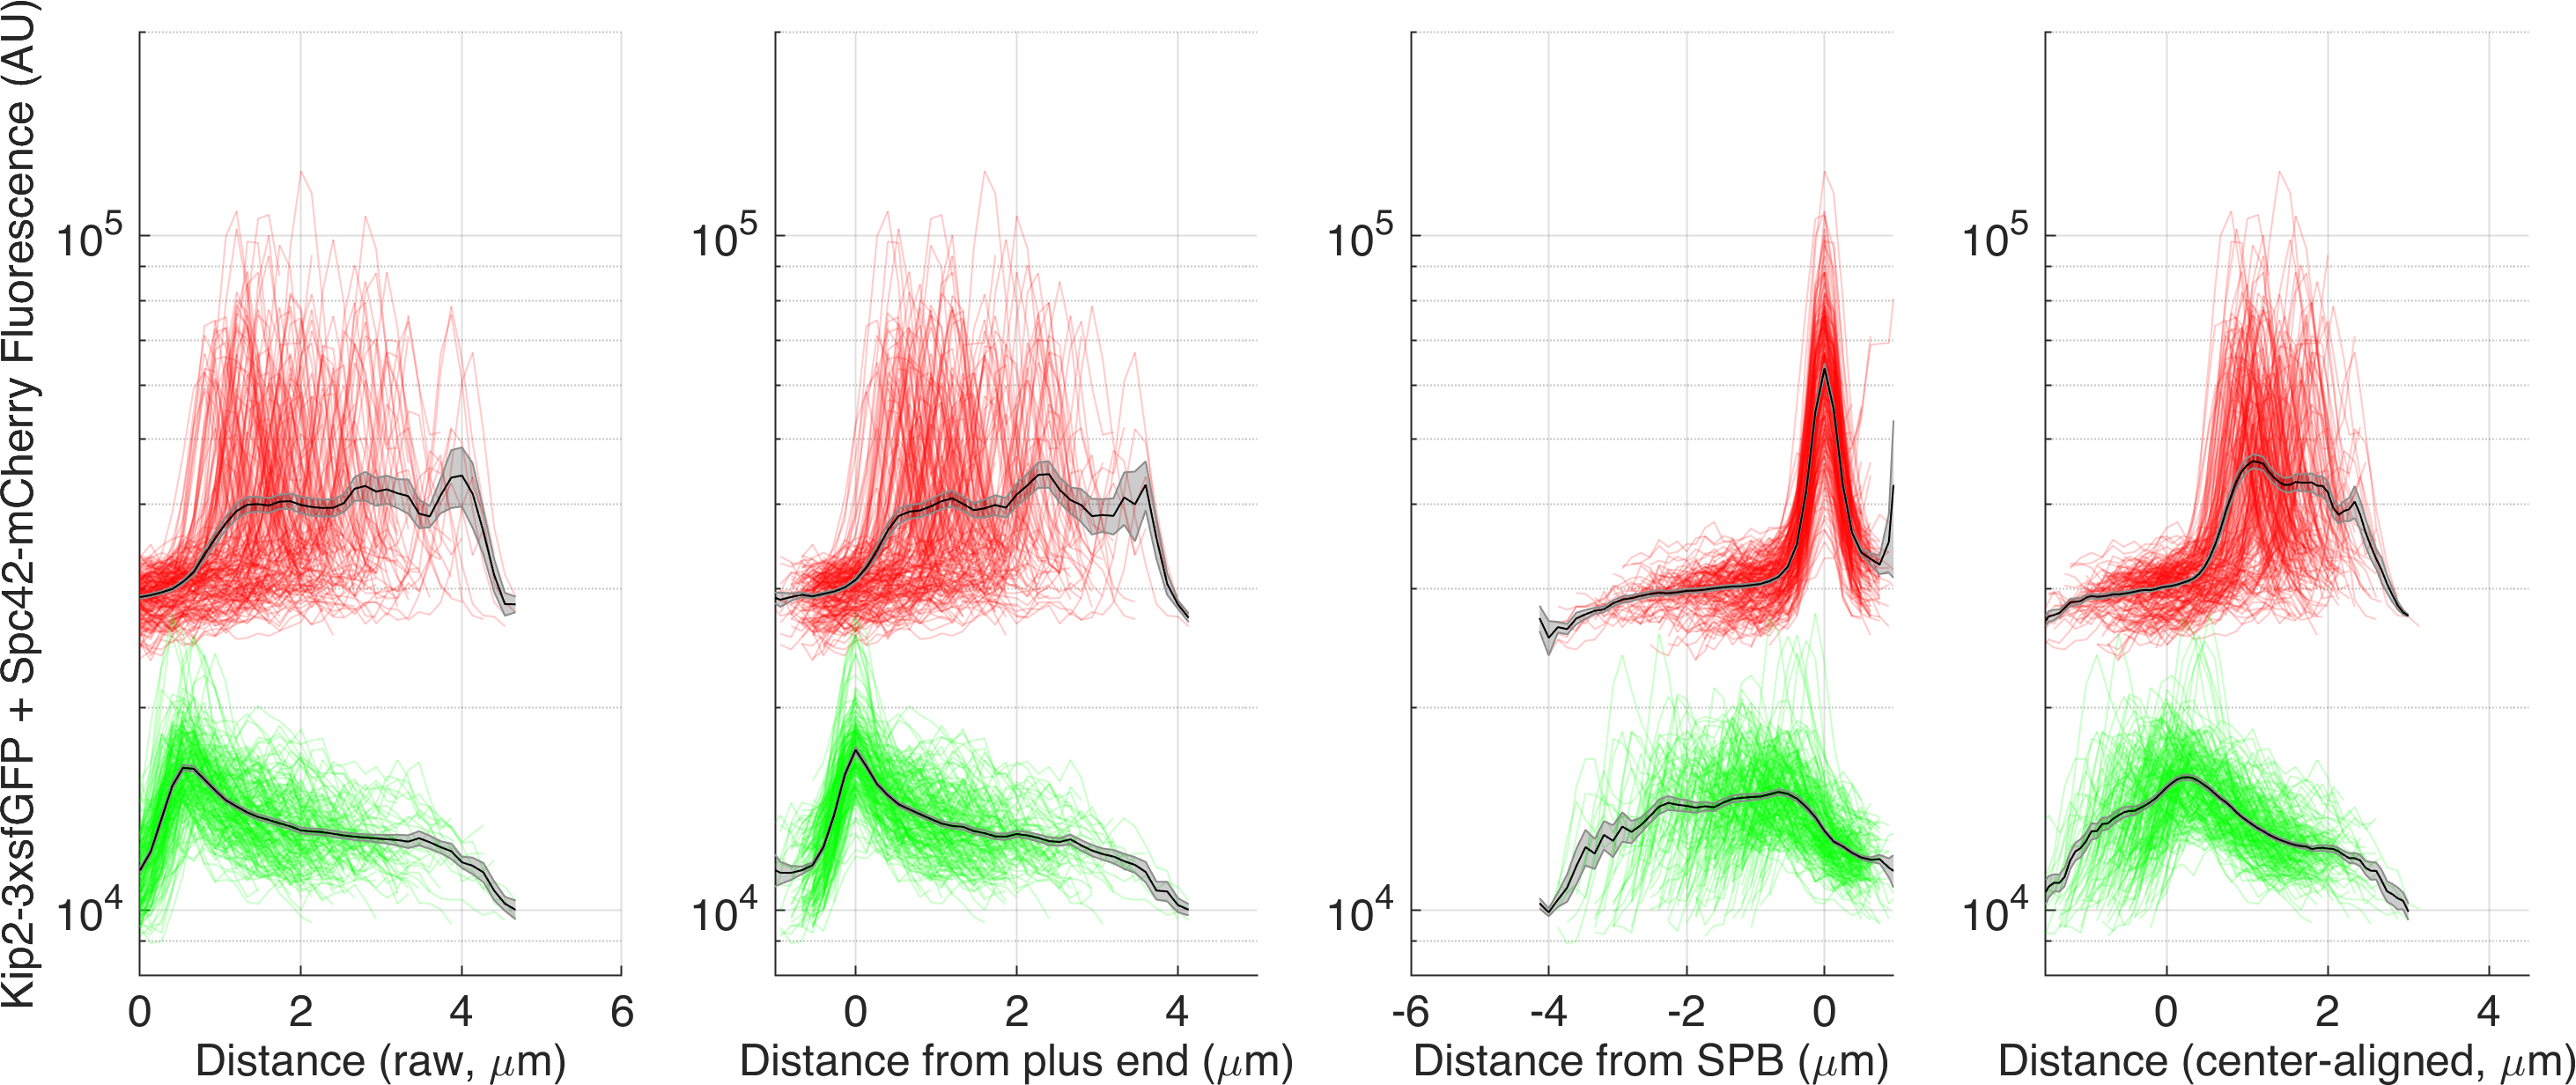 Kip2-3xsfGFP + Spc42-mCherry Fluorescence (AU)
10^5
10^4
0 2 4 6
Distance (raw, μm)
10^5
10^4
0 2 4
Distance from plus end (μm)
10^5
10^4
-6 -4 -2 0
Distance from SPB (μm)
10^5
10^4
0 2 4
Distance (center-aligned, μm)